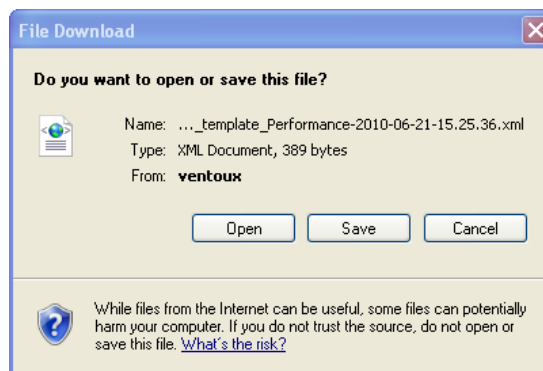 File Download
Do you want to open or save this file?
Name: ..._template_Performance-2010-06-21-15.25.36.xml
Type: XML Document, 389 bytes
From: ventoux
Open Save Cancel
While files from the Internet can be useful, some files can potentially
harm your computer. If you do not trust the source, do not open or
save this file. What's the risk?